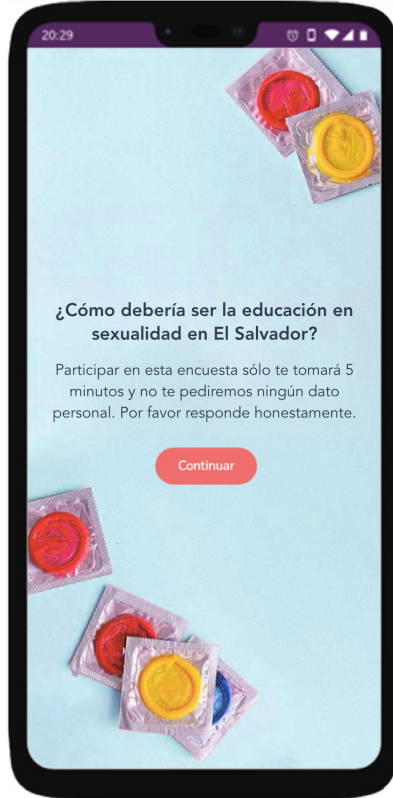 20:29
¿Cómo debería ser la educación en
sexualidad en El Salvador?
Participar en esta encuesta sólo te tomará 5
minutos y no te pediremos ningún dato
personal. Por favor responde honestamente.
Continuar